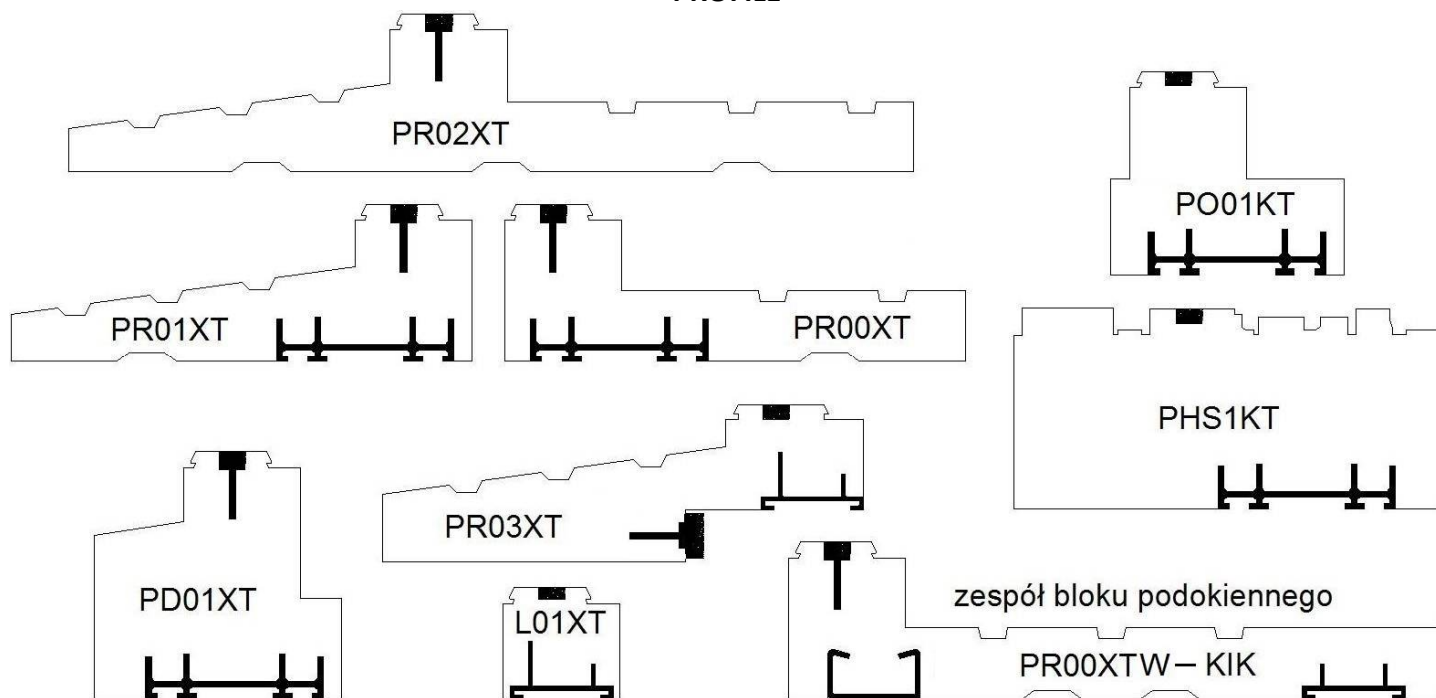 PR02XT
PO01KT
PR01XT
PR00XT
PHS1KT
PR03XT
PD01XT
L01XT
zespół bloku podokiennego
PR00XTW – KIK